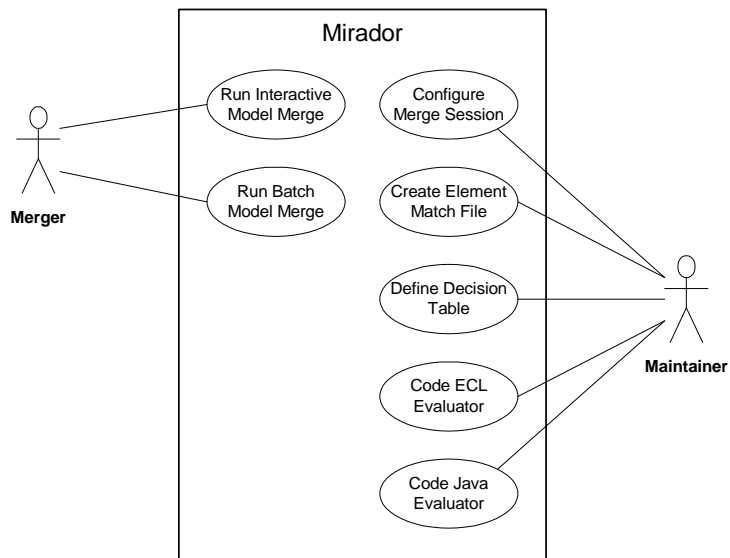 Mirador
Run Interactive
Model Merge
Configure
Merge Session
Run Batch
Model Merge
Create Element
Match File
Merger
Define Decision
Table
Maintainer
Code ECL
Evaluator
Code Java
Evaluator